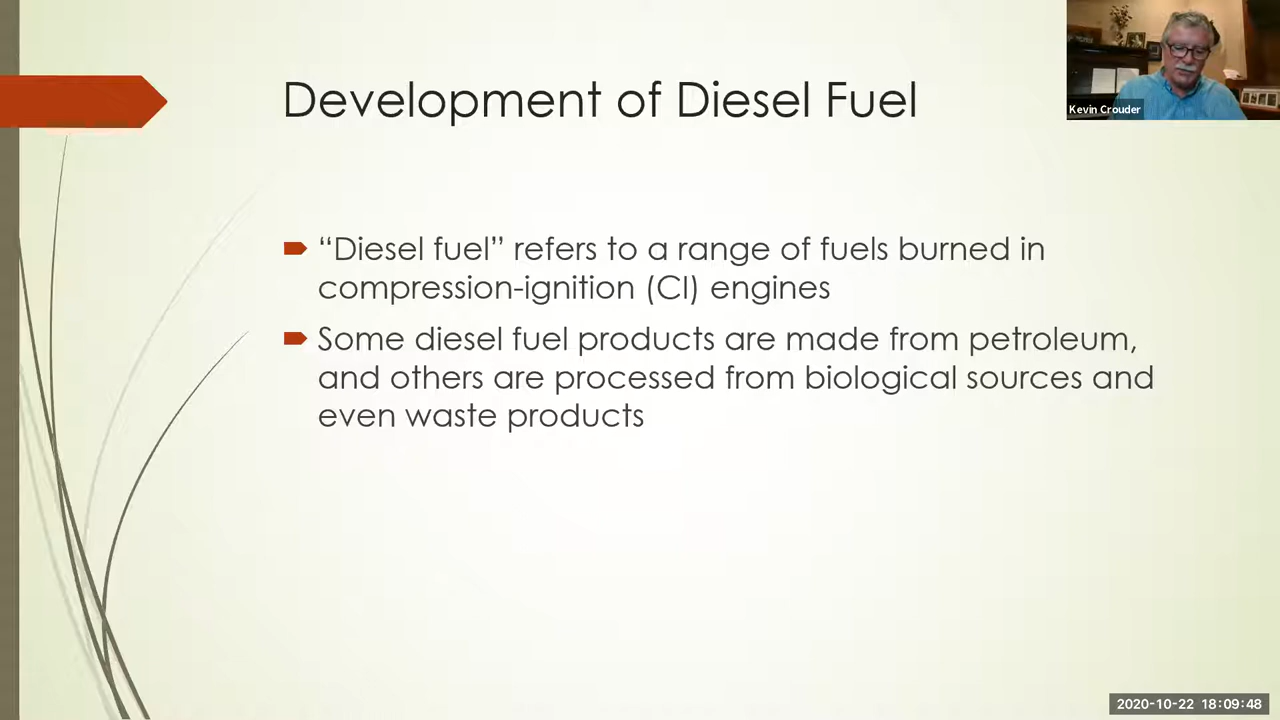 Development of Diesel Fuel
Kevin Crouder
“Diesel fuel” refers to a range of fuels burned in
compression-ignition (CI) engines
Some diesel fuel products are made from petroleum,
and others are processed from biological sources and
even waste products
2020-10-22 18:09:48